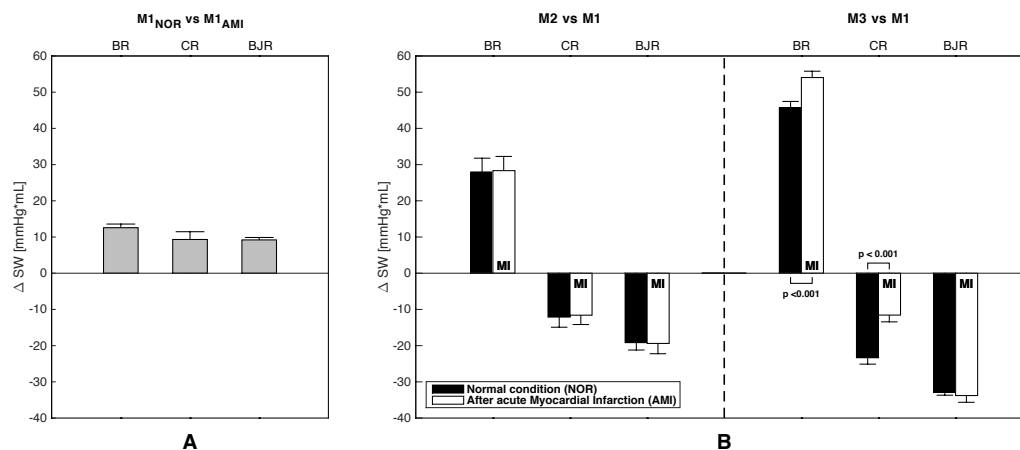 M1NOR vs M1AMI
BR CR BJR
60
50
40
30
20
10
0
-10
-20
-30
-40
Δ SW [mmHg*mL]
A
M2 vs M1
M3 vs M1
BR CR BJR
BR CR BJR
60
50
40
30
20
10
0
-10
-20
-30
-40
Δ SW [mmHg*mL]
MI
MI
MI
MI
MI
MI
p < 0.001
p <0.001
Normal condition (NOR)
After acute Myocardial Infarction (AMI)
B